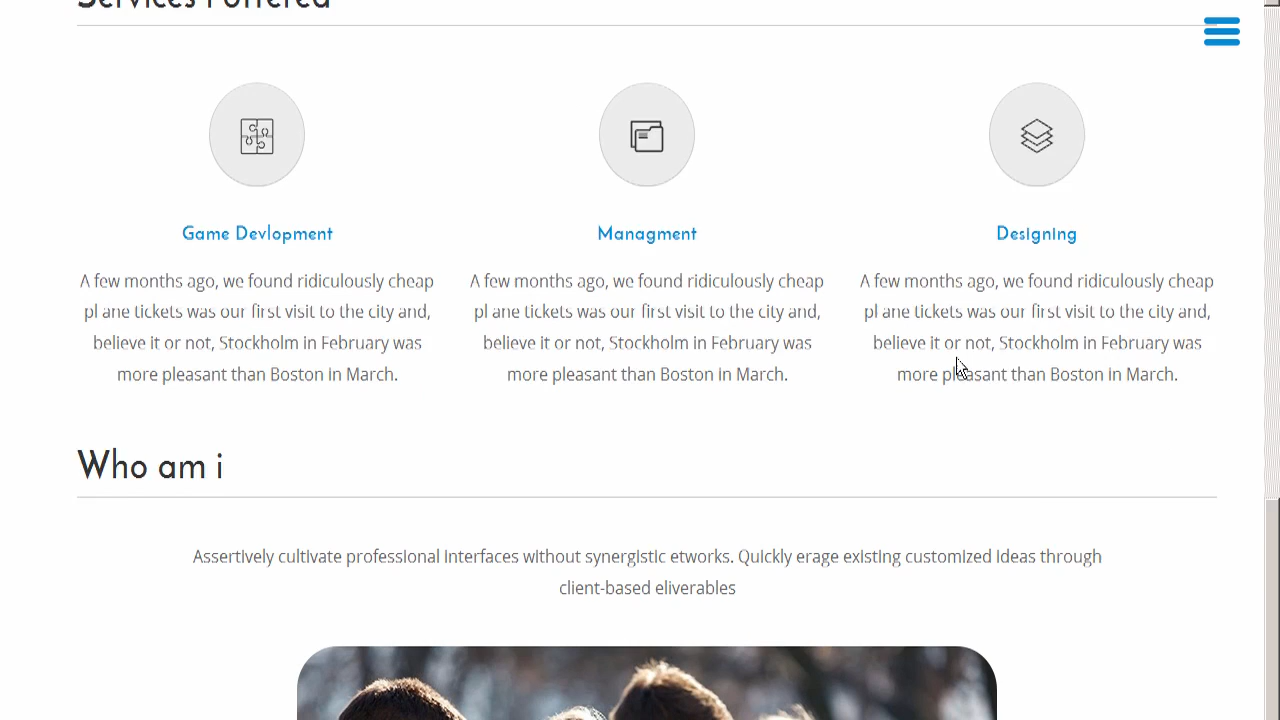 Services I offered
Game Devlopment
A few months ago, we found ridiculously cheap
pl ane tickets was our first visit to the city and,
believe it or not, Stockholm in February was
more pleasant than Boston in March.
Managment
A few months ago, we found ridiculously cheap
pl ane tickets was our first visit to the city and,
believe it or not, Stockholm in February was
more pleasant than Boston in March.
Designing
A few months ago, we found ridiculously cheap
pl ane tickets was our first visit to the city and,
believe it or not, Stockholm in February was
more pleasant than Boston in March.
Who am i
Assertively cultivate professional interfaces without synergistic etworks. Quickly erage existing customized ideas through
client-based eliverables